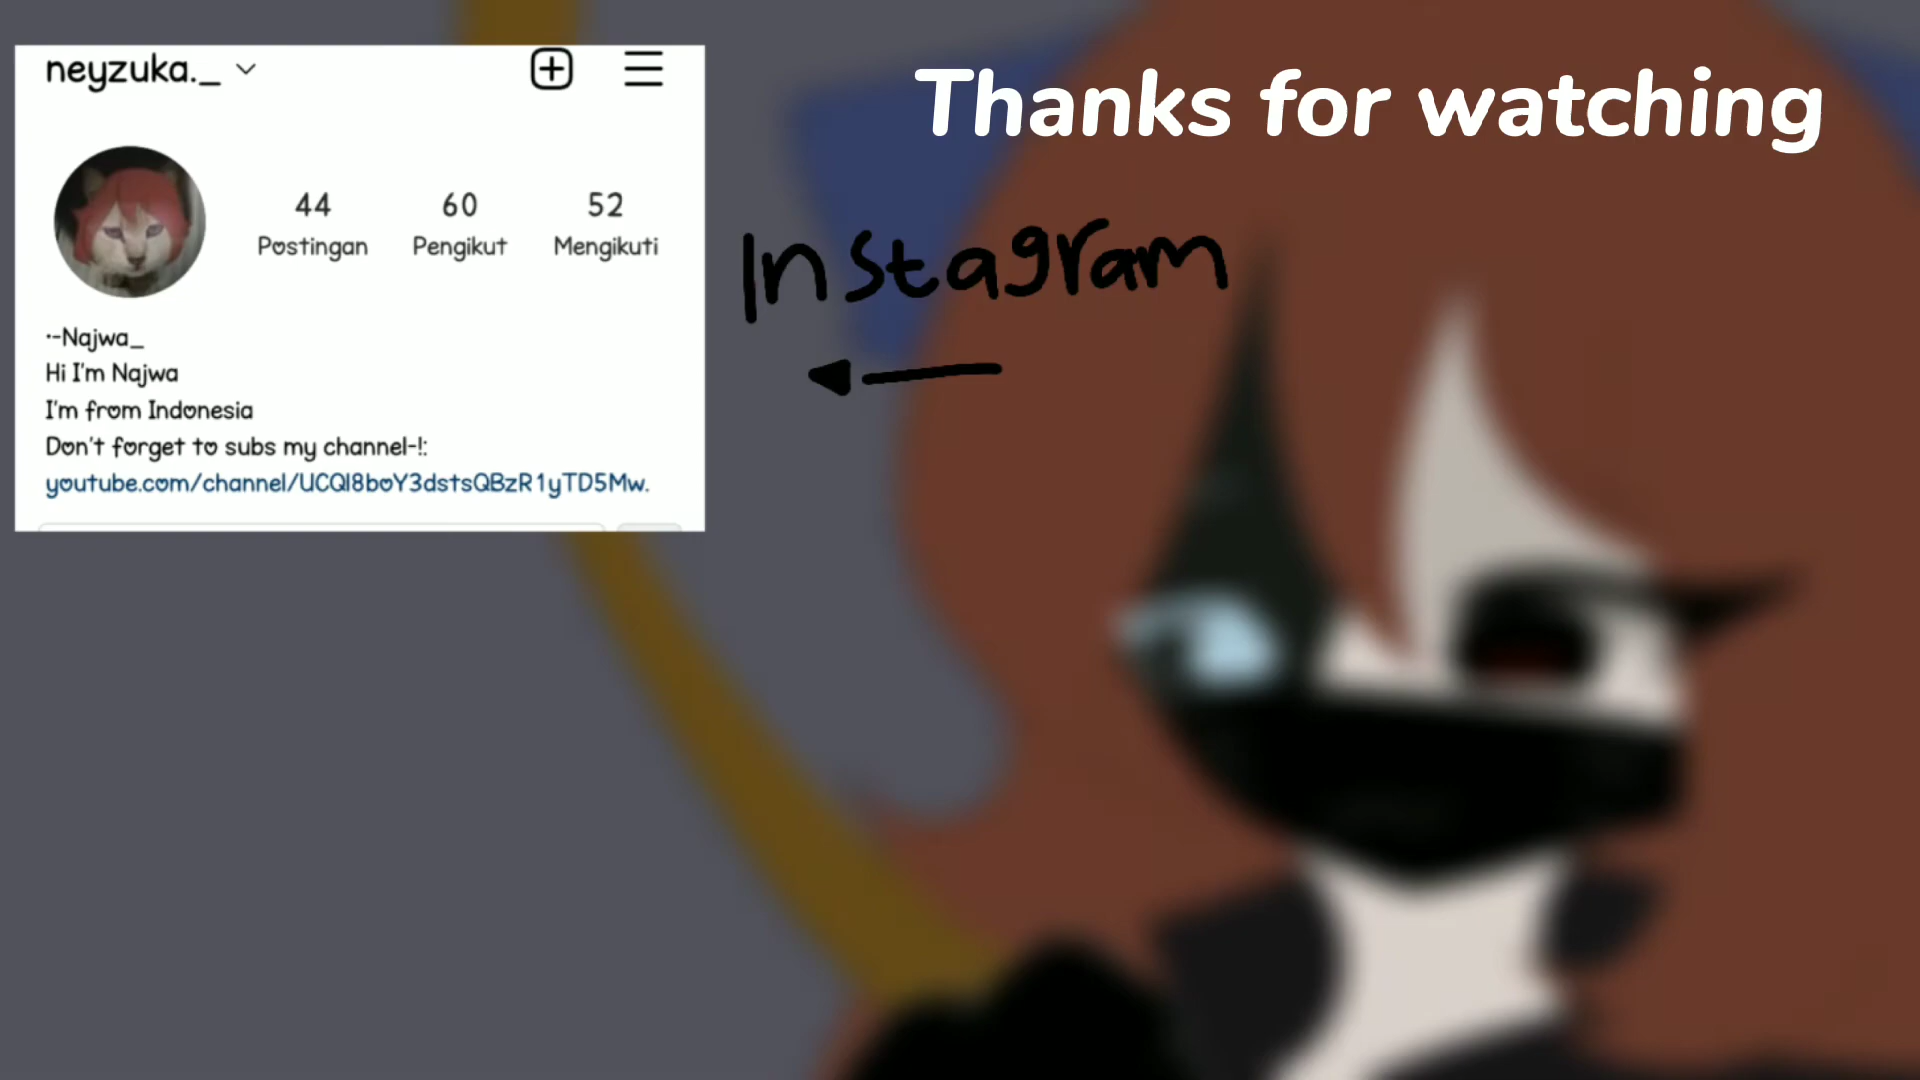 neyzuka._
Thanks for watching
44 60 52
Postingan Pengikut Mengikuti
Instagram
·-Najwa_
Hi I'm Najwa
I'm from Indonesia
Don't forget to subs my channel-!:
youtube.com/channel/UCQI8boY3dstsQBzR1yTD5Mw.